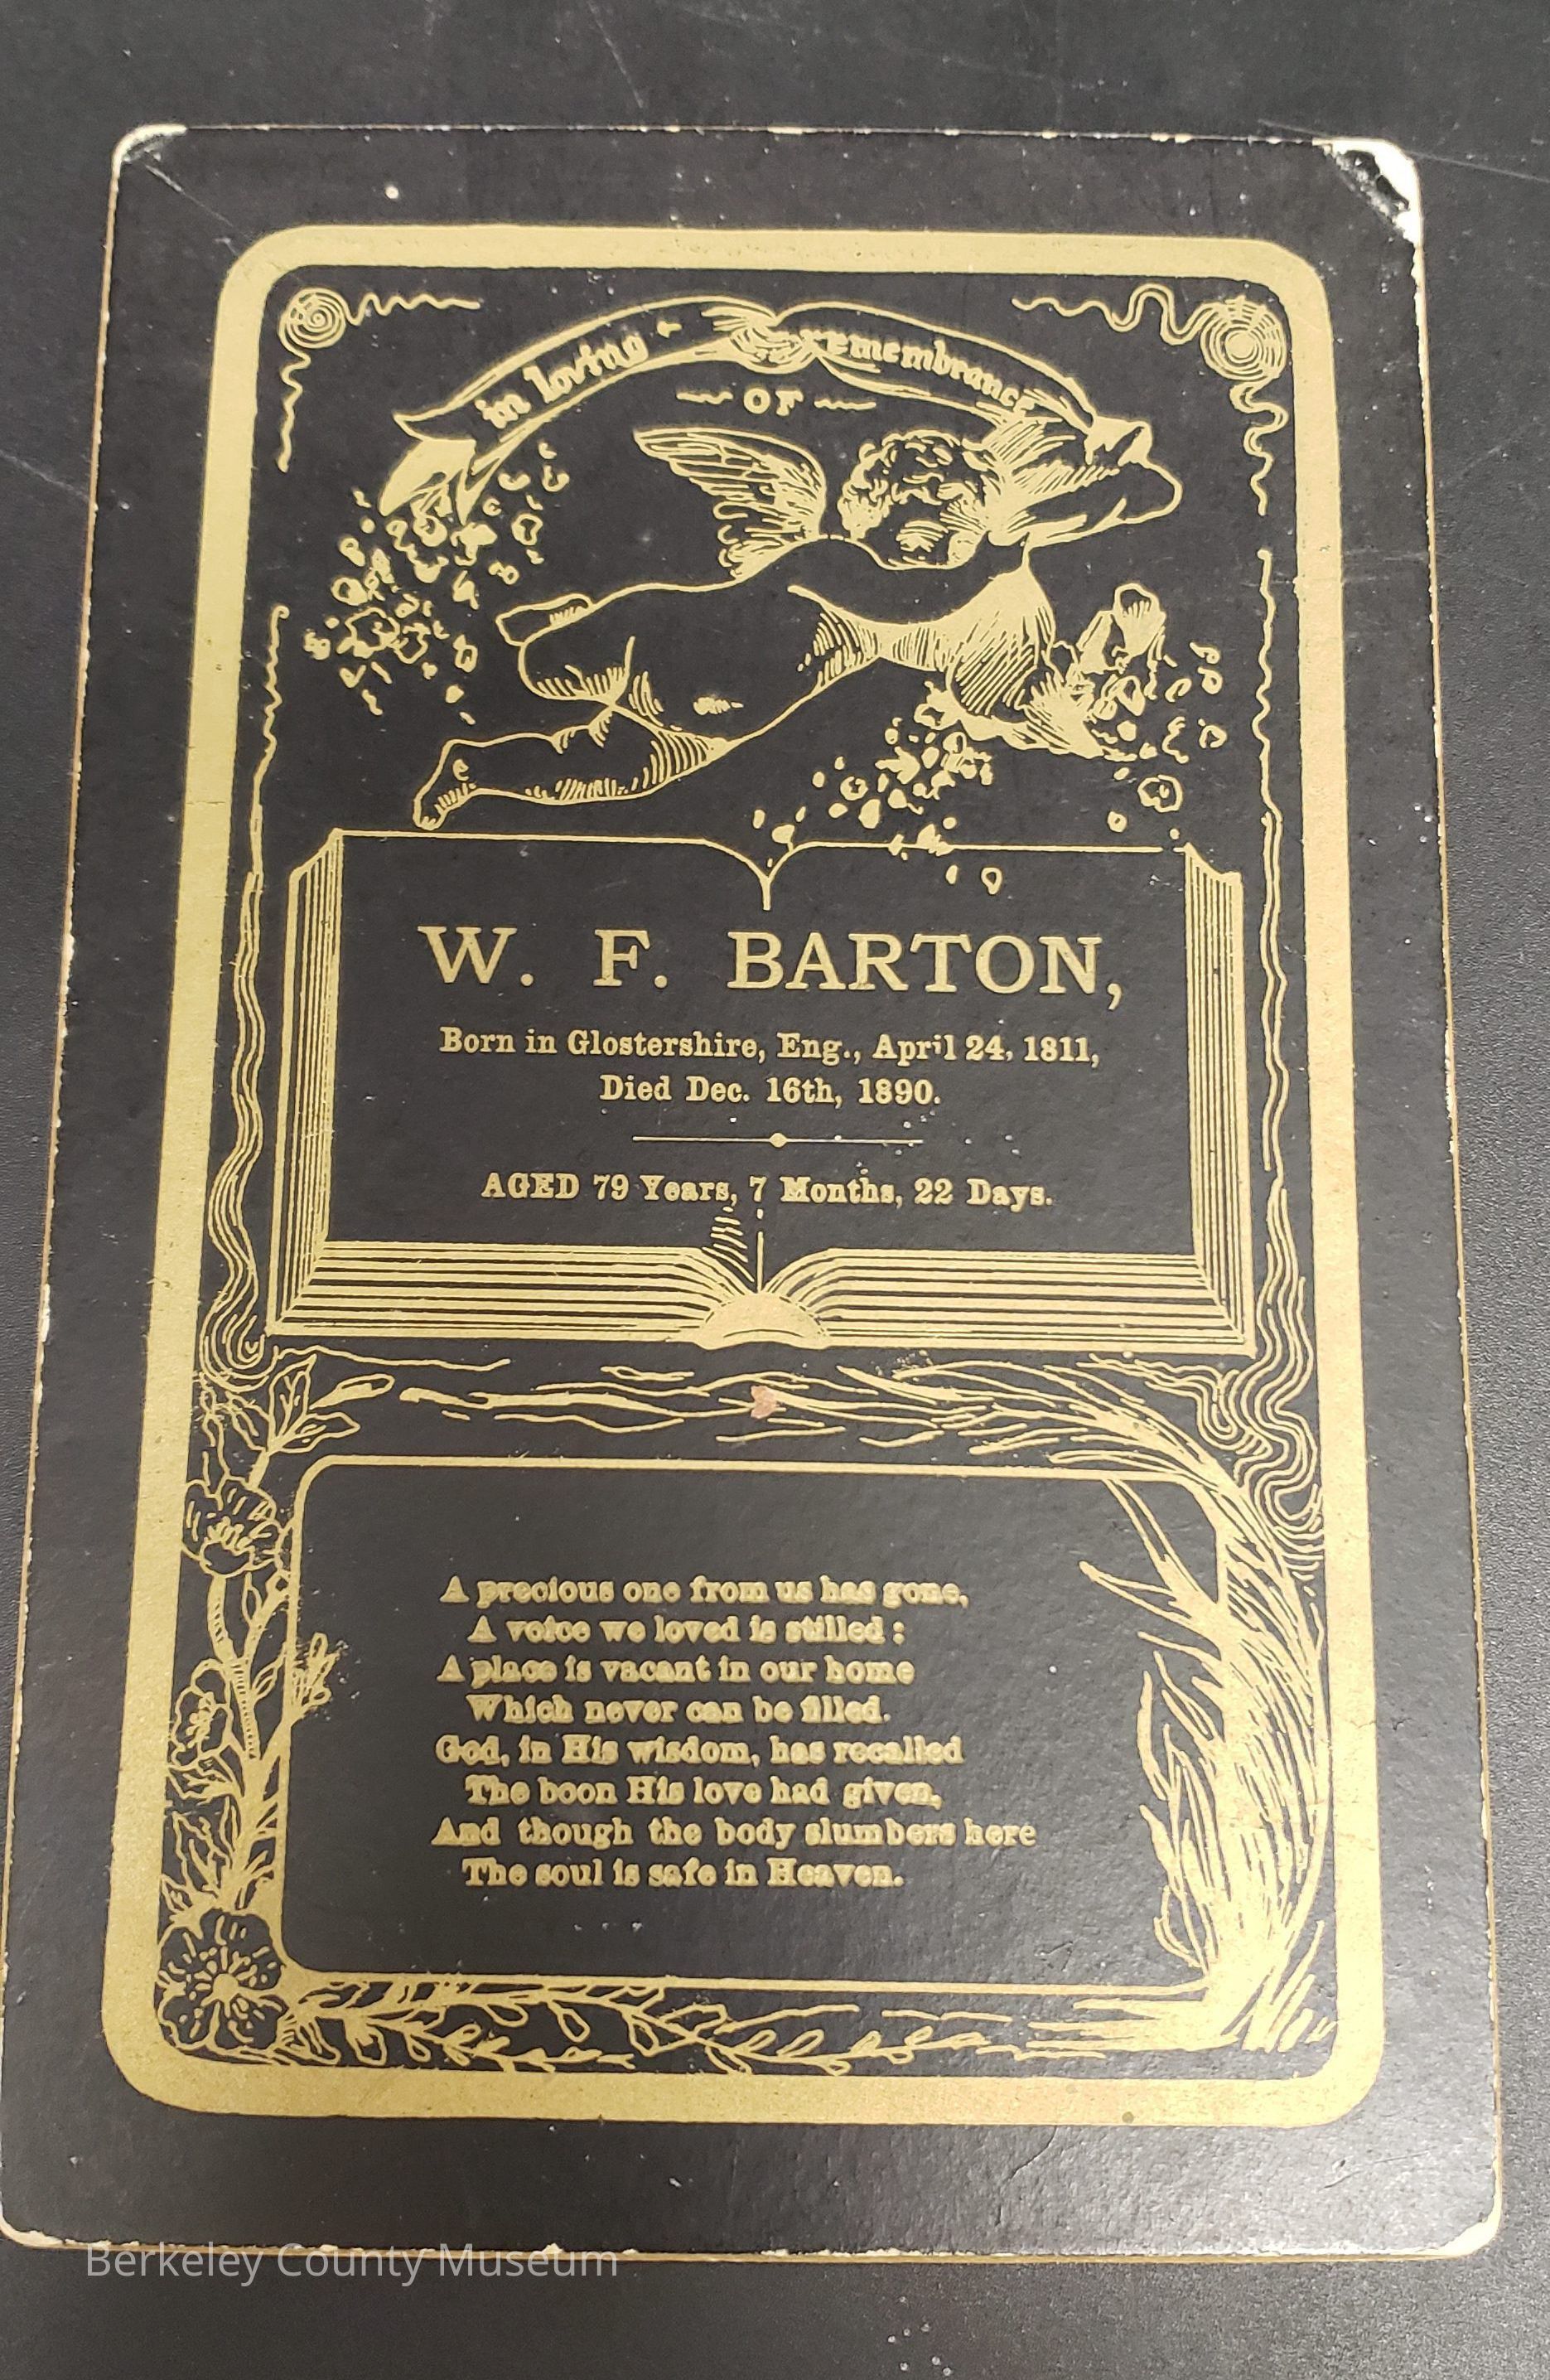 in loving remembrance
OF
W. F. BARTON,
Born in Glostershire, Eng., April 24, 1811,
Died Dec. 16th, 1890.
AGED 79 Years, 7 Months, 22 Days.
A precious one from us has gone,
A voice we loved is stilled :
A place is vacant in our home
Which never can be filled.
God, in His wisdom, has recalled
The boon His love had given,
And though the body slumbers here
The soul is safe in Heaven.
Berkeley County Museum